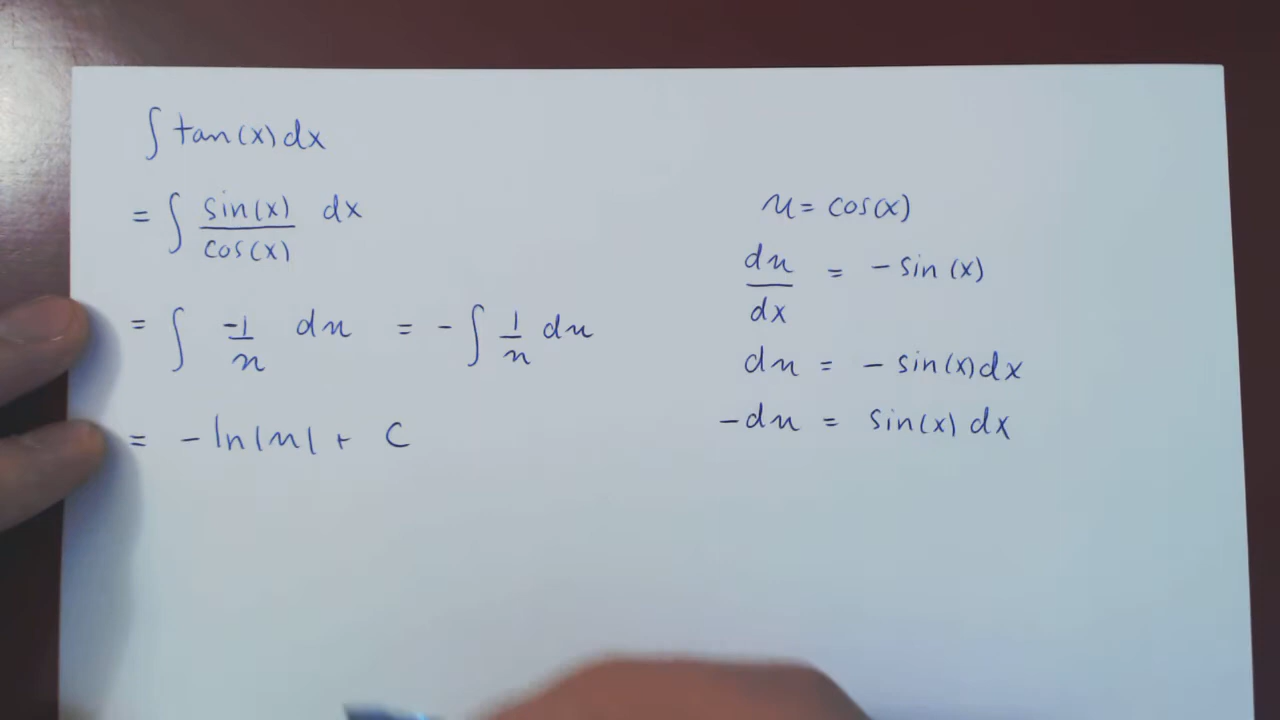 ∫ tan(x) dx
= ∫ sin(x)/cos(x) dx
= ∫ -1/u du = - ∫ 1/u du
= - ln|u| + C
u = cos(x)
du/dx = - sin(x)
du = - sin(x) dx
-du = sin(x) dx